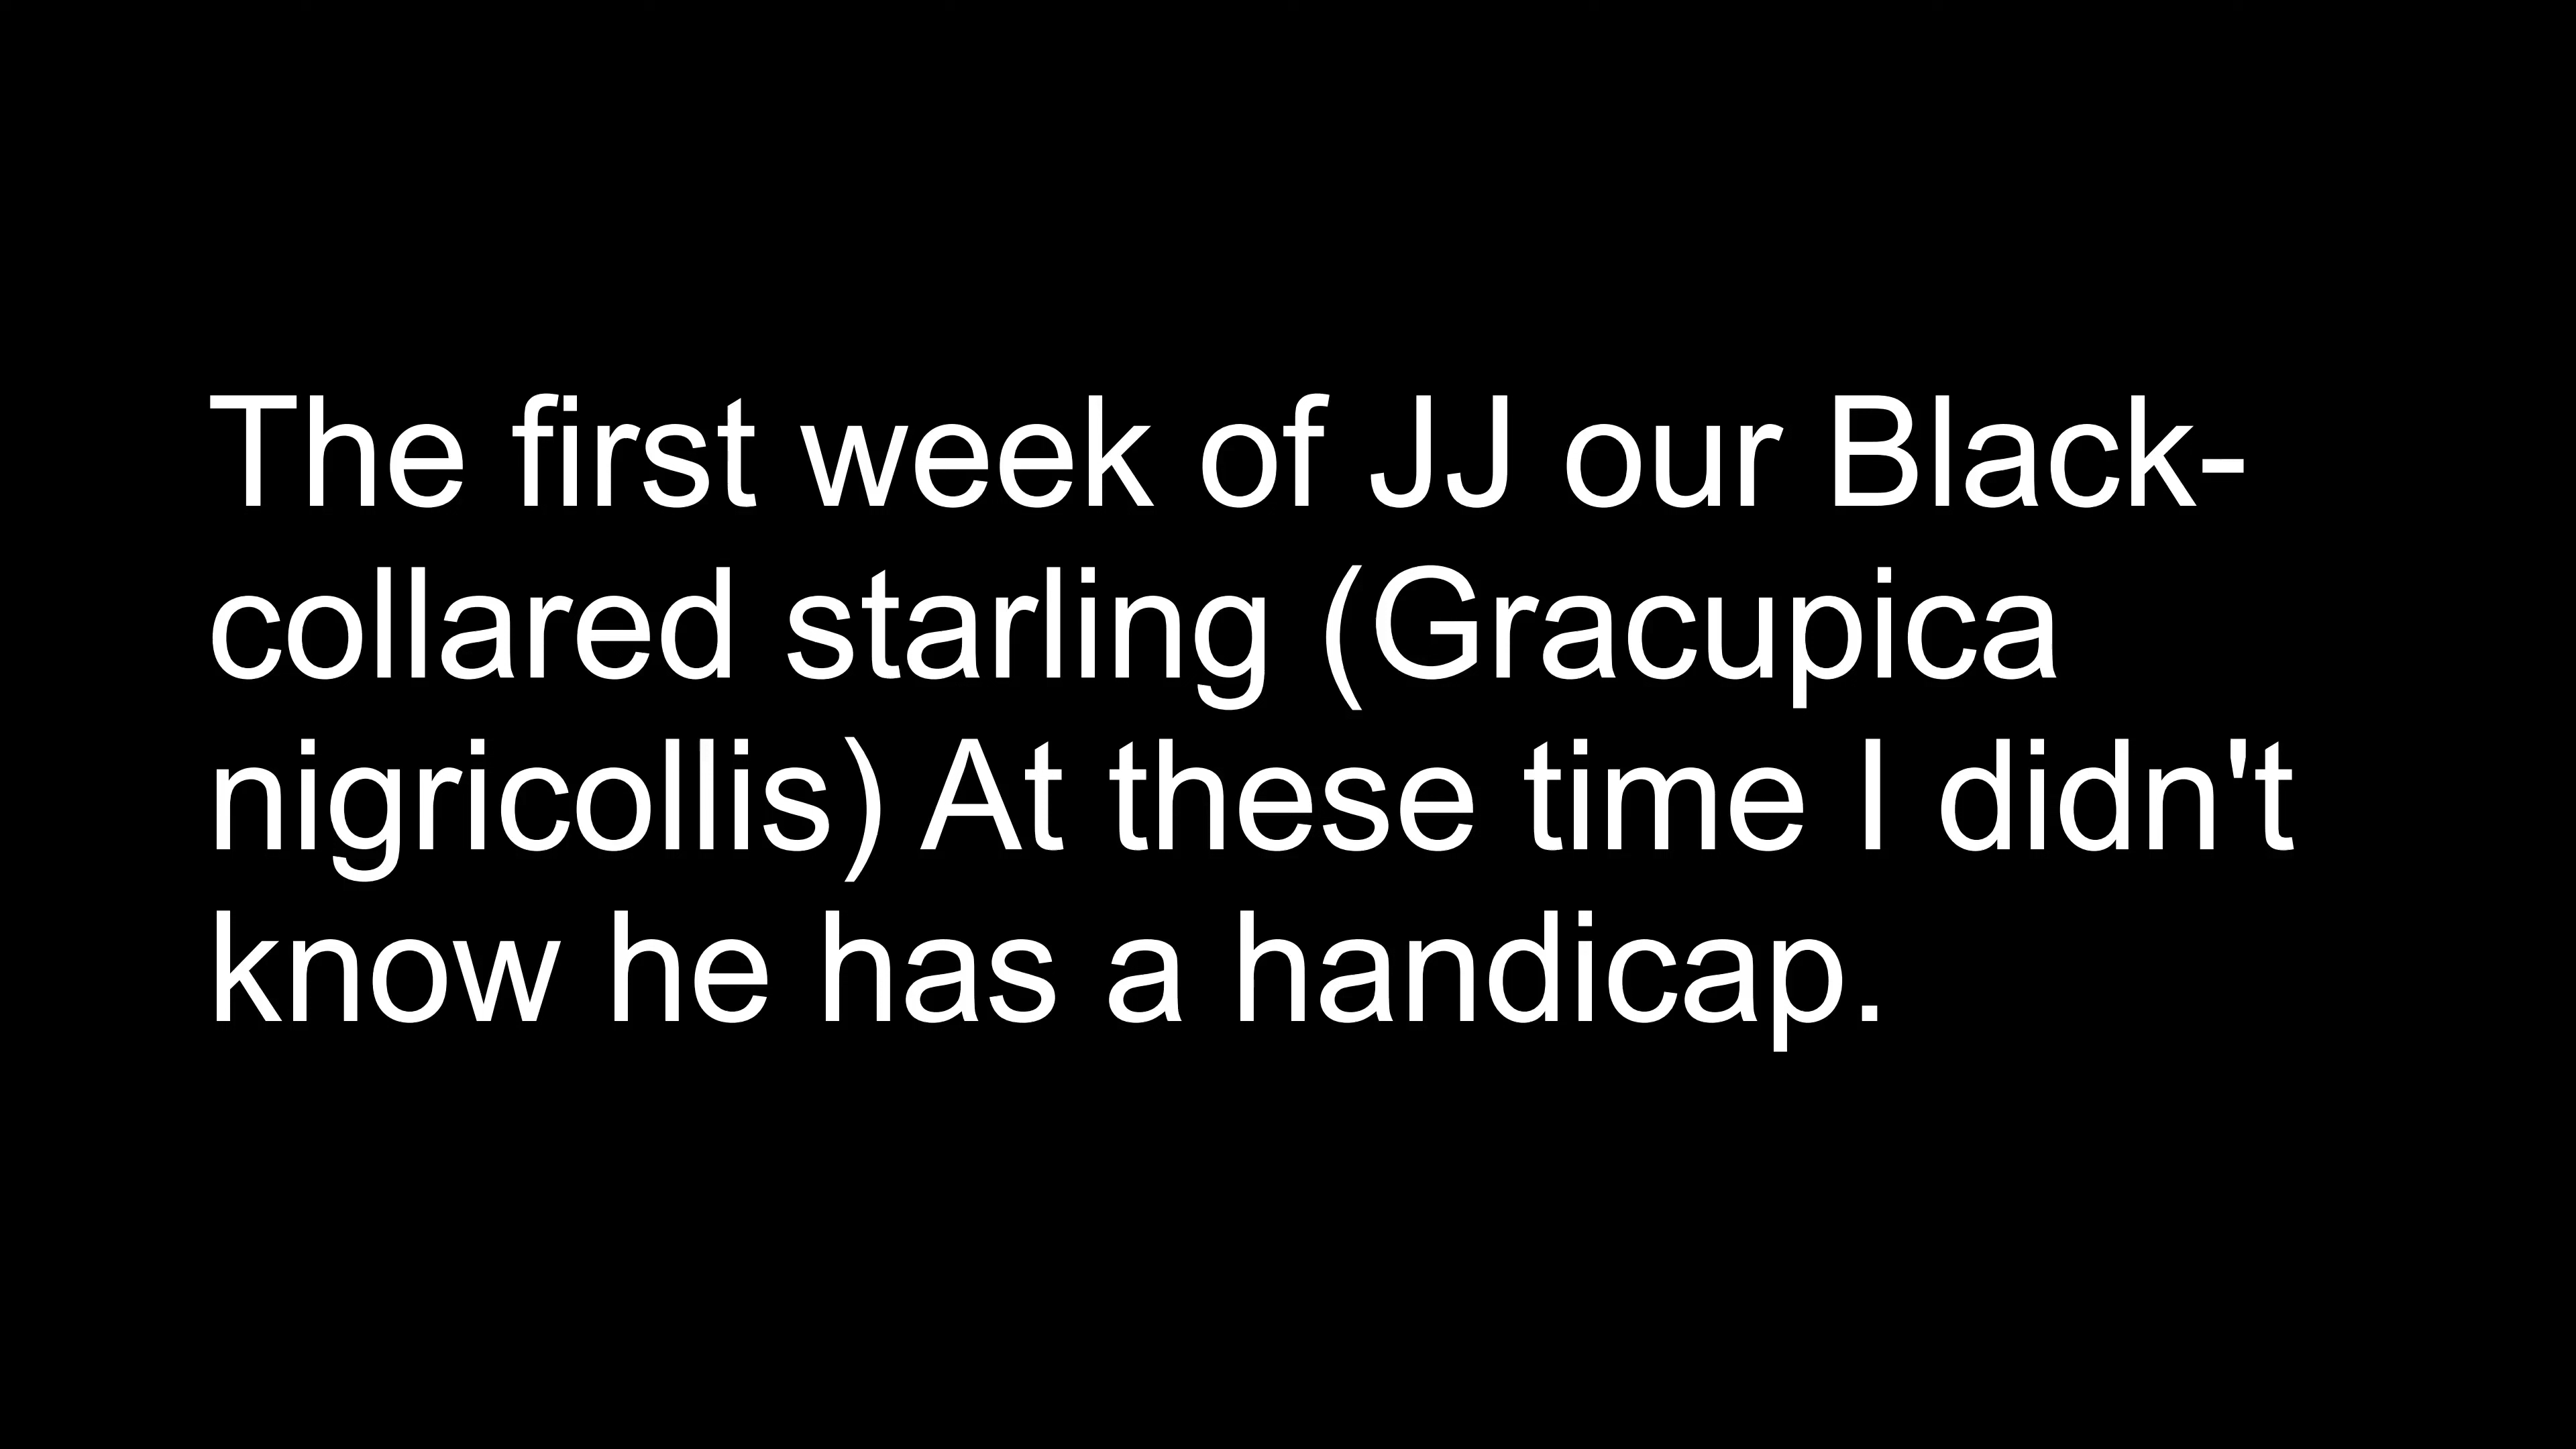 The first week of JJ our Black-
collared starling (Gracupica
nigricollis) At these time I didn't
know he has a handicap.